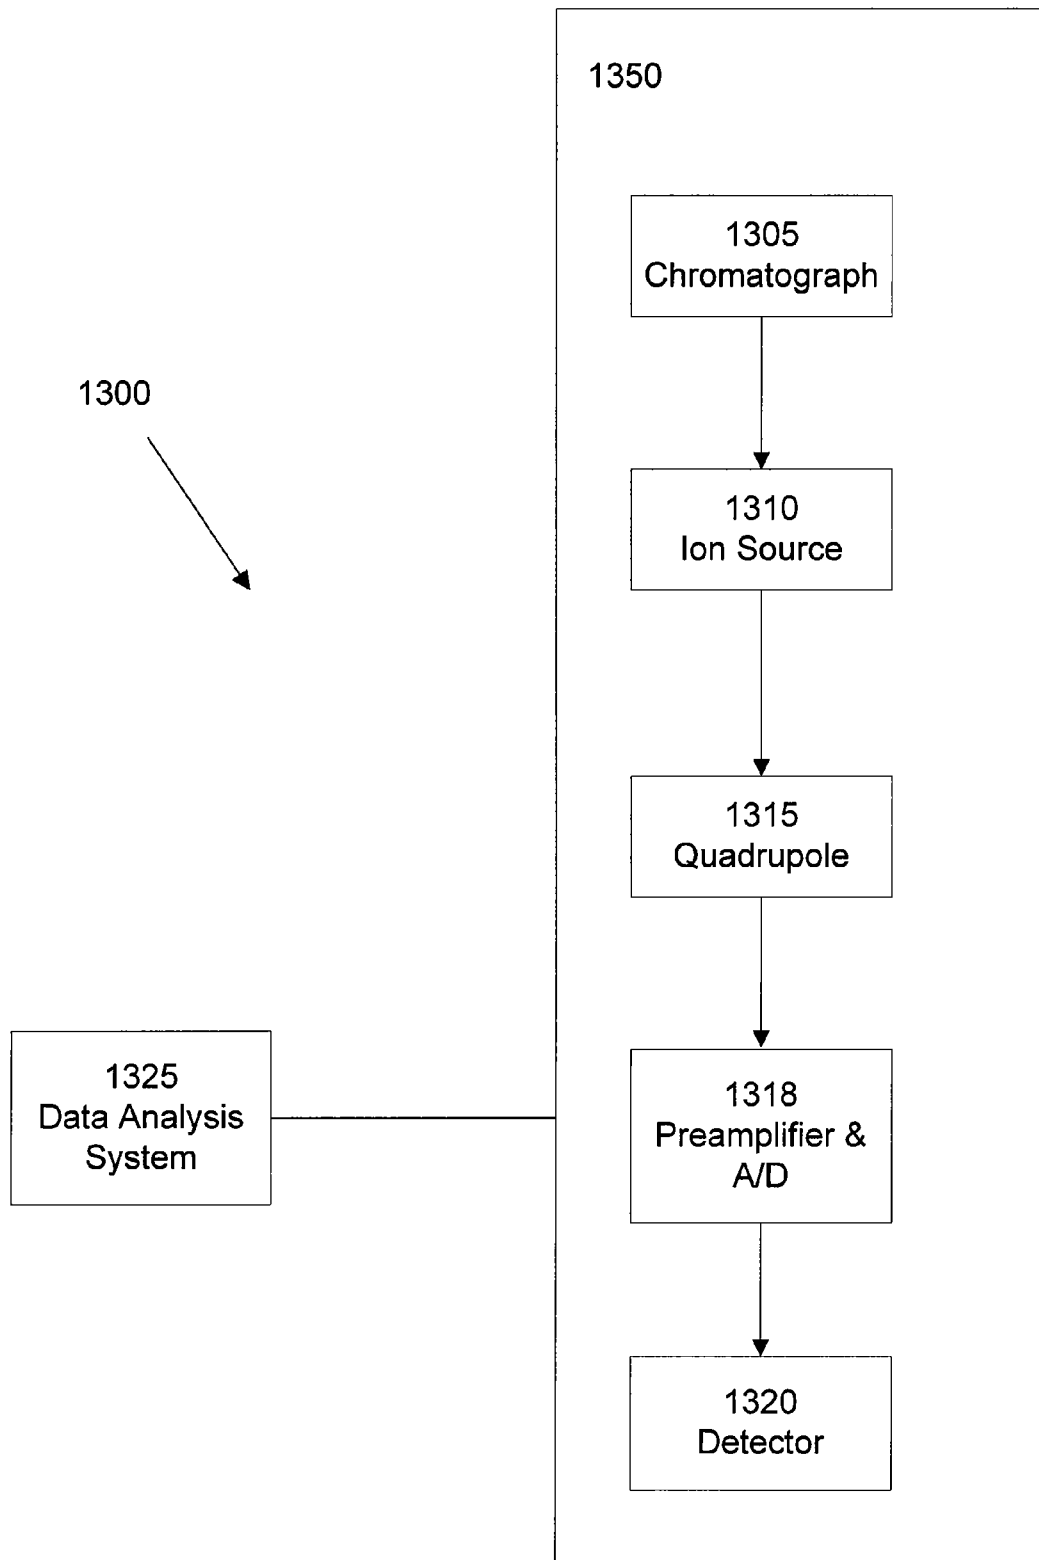 1350
1305
Chromatograph
1300
1310
Ion Source
1315
Quadrupole
1325
Data Analysis
System
1318
Preamplifier &
A/D
1320
Detector